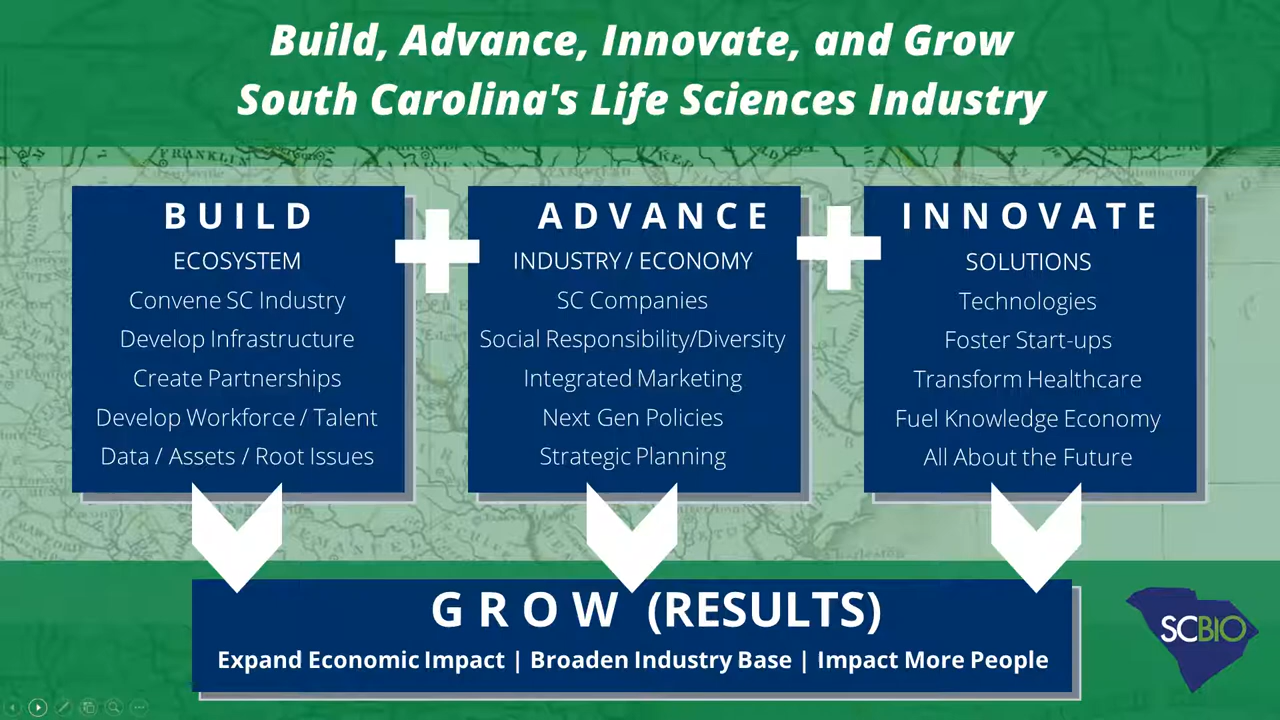 Build, Advance, Innovate, and Grow
South Carolina's Life Sciences Industry
FRANKLIN
KER
BUILD
ECOSYSTEM
Convene SC Industry
Develop Infrastructure
Create Partnerships
Develop Workforce / Talent
Data / Assets / Root Issues
ADVANCE
INDUSTRY / ECONOMY
SC Companies
Social Responsibility/Diversity
Integrated Marketing
Next Gen Policies
Strategic Planning
INNOVATE
SOLUTIONS
Technologies
Foster Start-ups
Transform Healthcare
Fuel Knowledge Economy
All About the Future
Charleston
GROW (RESULTS)
Expand Economic Impact | Broaden Industry Base | Impact More People
SCBIO